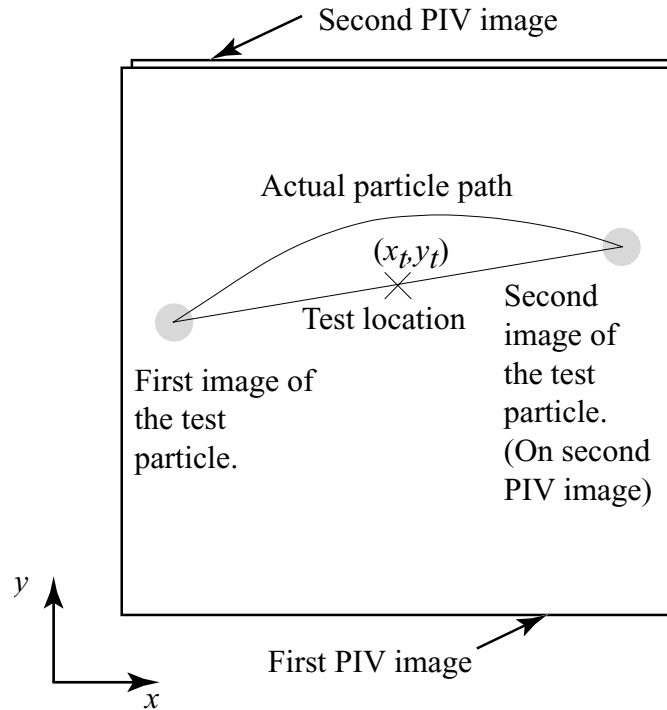 Second PIV image
Actual particle path
(x_t,y_t)
Test location
First image of
the test
particle.
Second
image of
the test
particle.
(On second
PIV image)
y
x
First PIV image